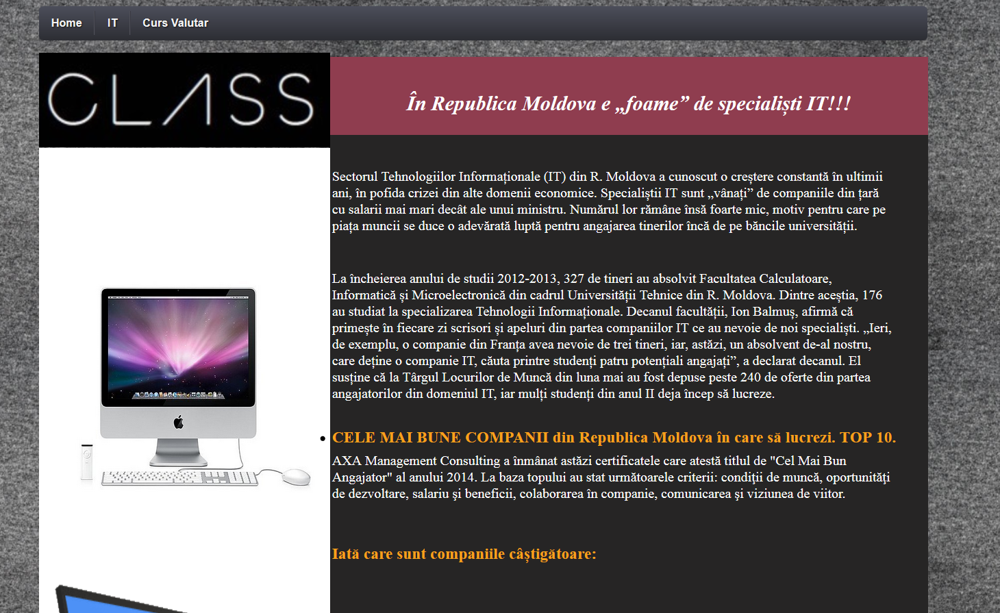 Home IT Curs Valutar
CLASS
În Republica Moldova e „foame” de specialiști IT!!!
Sectorul Tehnologiilor Informaționale (IT) din R. Moldova a cunoscut o creștere constantă în ultimii
ani, în pofida crizei din alte domenii economice. Specialiștii IT sunt „vânați” de companiile din țară
cu salarii mai mari decât ale unui ministru. Numărul lor rămâne însă foarte mic, motiv pentru care pe
piața muncii se duce o adevărată luptă pentru angajarea tinerilor încă de pe băncile universității.
La încheierea anului de studii 2012-2013, 327 de tineri au absolvit Facultatea Calculatoare,
Informatică și Microelectronică din cadrul Universității Tehnice din R. Moldova. Dintre aceștia, 176
au studiat la specializarea Tehnologii Informaționale. Decanul facultății, Ion Balmuș, afirmă că
primește în fiecare zi scrisori și apeluri din partea companiilor IT ce au nevoie de noi specialiști. „Ieri,
de exemplu, o companie din Franța avea nevoie de trei tineri, iar, astăzi, un absolvent de-al nostru,
care deține o companie IT, căuta printre studenți patru potențiali angajați”, a declarat decanul. El
susține că la Târgul Locurilor de Muncă din luna mai au fost depuse peste 240 de oferte din partea
angajatorilor din domeniul IT, iar mulți studenți din anul II deja încep să lucreze.
• CELE MAI BUNE COMPANII din Republica Moldova în care să lucrezi. TOP 10.
AXA Management Consulting a înmânat astăzi certificatele care atestă titlul de "Cel Mai Bun
Angajator" al anului 2014. La baza topului au stat următoarele criterii: condiţii de muncă, oportunităţi
de dezvoltare, salariu şi beneficii, colaborarea în companie, comunicarea şi viziunea de viitor.
Iată care sunt companiile câștigătoare: